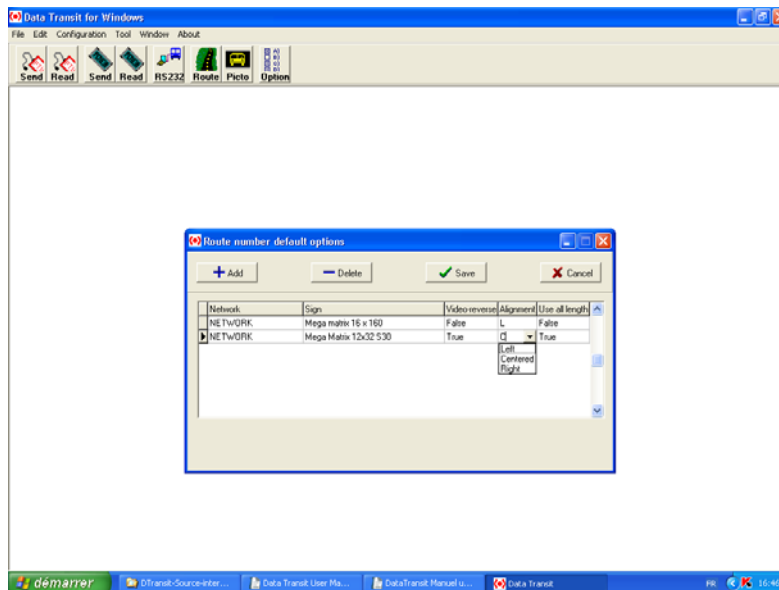 Data Transit for Windows
File Edit Configuration Tool Window About
Send Read Send Read RS232 Route Picto Option
Route number default options
Add Delete Save Cancel
Network Sign Video-reverse Alignment Use all length
NETWORK Mega matrix 16 x 160 False L False
NETWORK Mega Matrix 12x32 S30 True C True
Left
Centered
Right
démarrer DTransit-Source-inter... Data Transit User Ma... DataTransit Manuel u... Data Transit FR 16:46